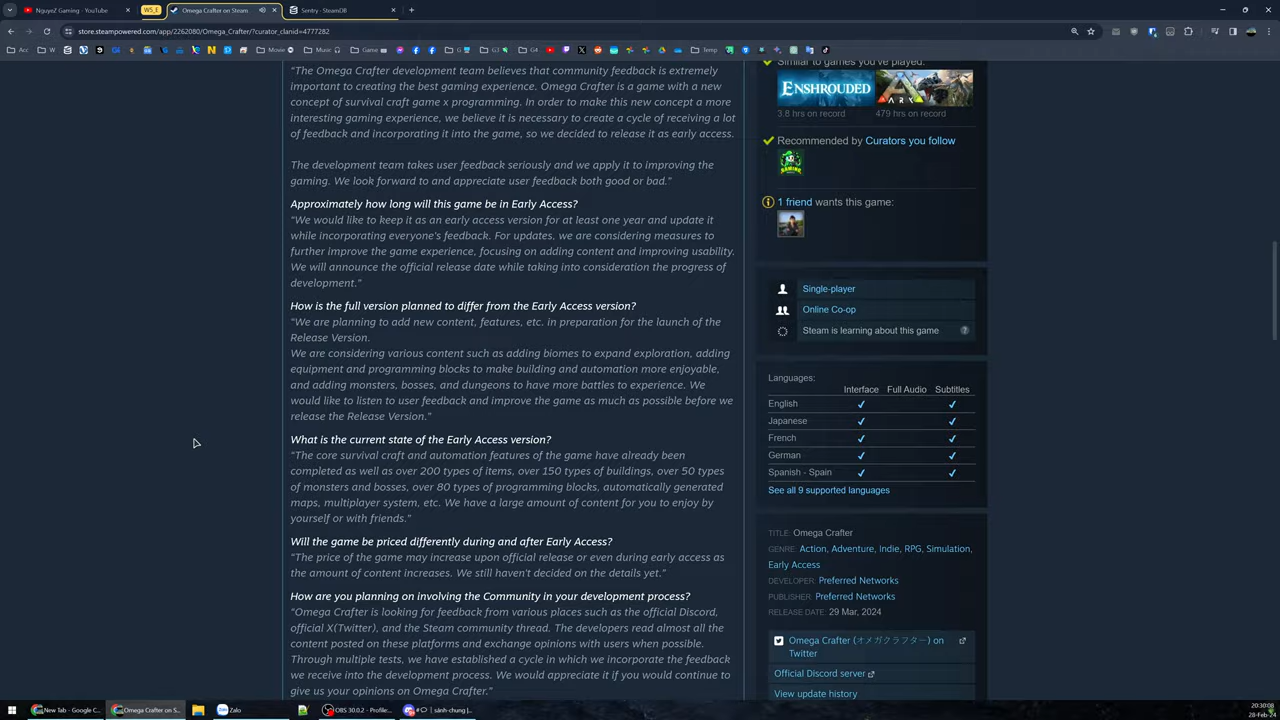 NguyeZ Gaming - YouTube
WS_E
Omega Crafter on Steam
Sentry - SteamDB
store.steampowered.com/app/2262080/Omega_Crafter/?curator_clanid=4777282
Acc
W
Movie
Music
Game
G3
G4
Temp
"The Omega Crafter development team believes that community feedback is extremely
important to creating the best gaming experience. Omega Crafter is a game with a new
concept of survival craft game x programming. In order to make this new concept a more
interesting gaming experience, we believe it is necessary to create a cycle of receiving a lot
of feedback and incorporating it into the game, so we decided to release it as early access.
The development team takes user feedback seriously and we apply it to improving the
gaming. We look forward to and appreciate user feedback both good or bad."
Approximately how long will this game be in Early Access?
"We would like to keep it as an early access version for at least one year and update it
while incorporating everyone's feedback. For updates, we are considering measures to
further improve the game experience, focusing on adding content and improving usability.
We will announce the official release date while taking into consideration the progress of
development."
How is the full version planned to differ from the Early Access version?
"We are planning to add new content, features, etc. in preparation for the launch of the
Release Version.
We are considering various content such as adding biomes to expand exploration, adding
equipment and programming blocks to make building and automation more enjoyable,
and adding monsters, bosses, and dungeons to have more battles to experience. We
would like to listen to user feedback and improve the game as much as possible before we
release the Release Version."
What is the current state of the Early Access version?
"The core survival craft and automation features of the game have already been
completed as well as over 200 types of items, over 150 types of buildings, over 50 types
of monsters and bosses, over 80 types of programming blocks, automatically generated
maps, multiplayer system, etc. We have a large amount of content for you to enjoy by
yourself or with friends."
Will the game be priced differently during and after Early Access?
"The price of the game may increase upon official release or even during early access as
the amount of content increases. We still haven't decided on the details yet."
How are you planning on involving the Community in your development process?
"Omega Crafter is looking for feedback from various places such as the official Discord,
official X(Twitter), and the Steam community thread. The developers read almost all the
content posted on these platforms and exchange opinions with users when possible.
Through multiple tests, we have established a cycle in which we incorporate the feedback
we receive into the development process. We would appreciate it if you would continue to
give us your opinions on Omega Crafter."
Similar to games you've played:
ENSHROUDED
ARK
3.8 hrs on record
479 hrs on record
Recommended by Curators you follow
1 friend wants this game:
Single-player
Online Co-op
Steam is learning about this game
?
Languages:
Interface Full Audio Subtitles
English ✓ ✓
Japanese ✓ ✓
French ✓ ✓
German ✓ ✓
Spanish - Spain ✓ ✓
See all 9 supported languages
TITLE: Omega Crafter
GENRE: Action, Adventure, Indie, RPG, Simulation,
Early Access
DEVELOPER: Preferred Networks
PUBLISHER: Preferred Networks
RELEASE DATE: 29 Mar, 2024
Omega Crafter (オメガクラフター) on
Twitter
Official Discord server
View update history
New Tab - Google C...
Omega Crafter on S...
Zalo
OBS 30.0.2 - Profile...
sảnh-chung]...
20:30:08
28-Feb-24